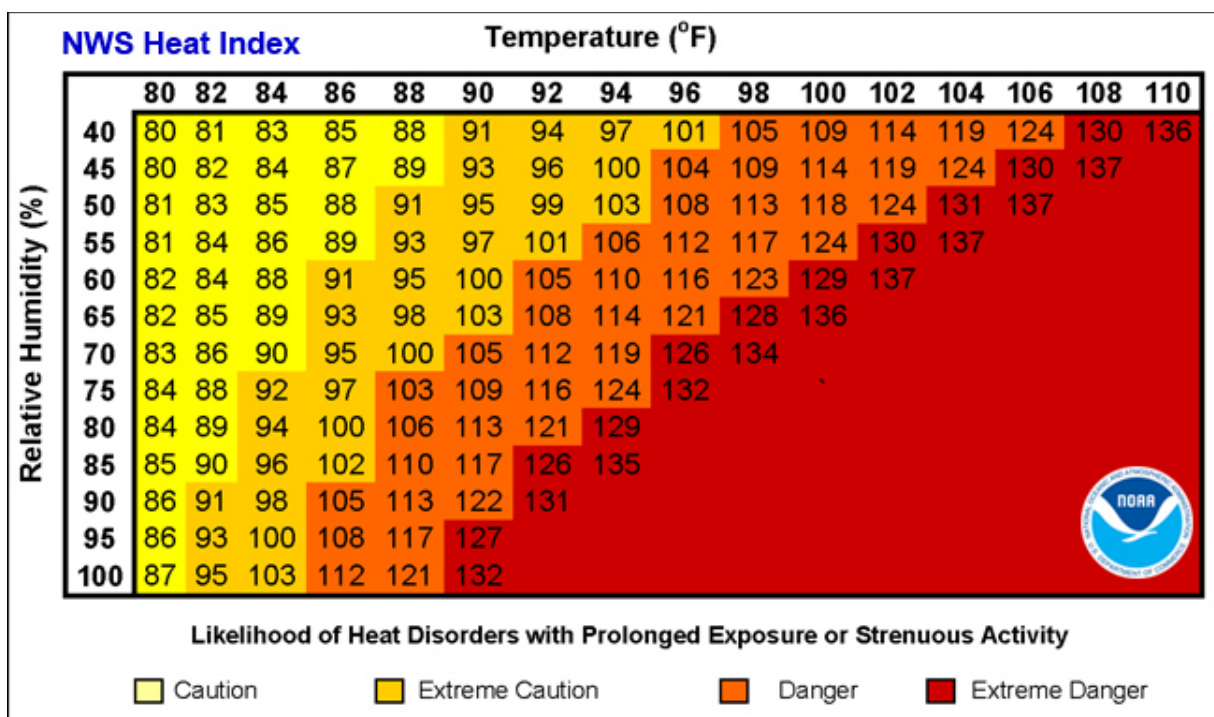 NWS Heat Index
Temperature (°F)
80 82 84 86 88 90 92 94 96 98 100 102 104 106 108 110
Relative Humidity (%)
40 80 81 83 85 88 91 94 97 101 105 109 114 119 124 130 136
45 80 82 84 87 89 93 96 100 104 109 114 119 124 130 137
50 81 83 85 88 91 95 99 103 108 113 118 124 131 137
55 81 84 86 89 93 97 101 106 112 117 124 130 137
60 82 84 88 91 95 100 105 110 116 123 129 137
65 82 85 89 93 98 103 108 114 121 128 136
70 83 86 90 95 100 105 112 119 126 134
75 84 88 92 97 103 109 116 124 132
80 84 89 94 100 106 113 121 129
85 85 90 96 102 110 117 126 135
90 86 91 98 105 113 122 131
95 86 93 100 108 117 127
100 87 95 103 112 121 132
NATIONAL OCEANIC AND ATMOSPHERIC ADMINISTRATION
NOAA
U.S. DEPARTMENT OF COMMERCE
Likelihood of Heat Disorders with Prolonged Exposure or Strenuous Activity
Caution Extreme Caution Danger Extreme Danger